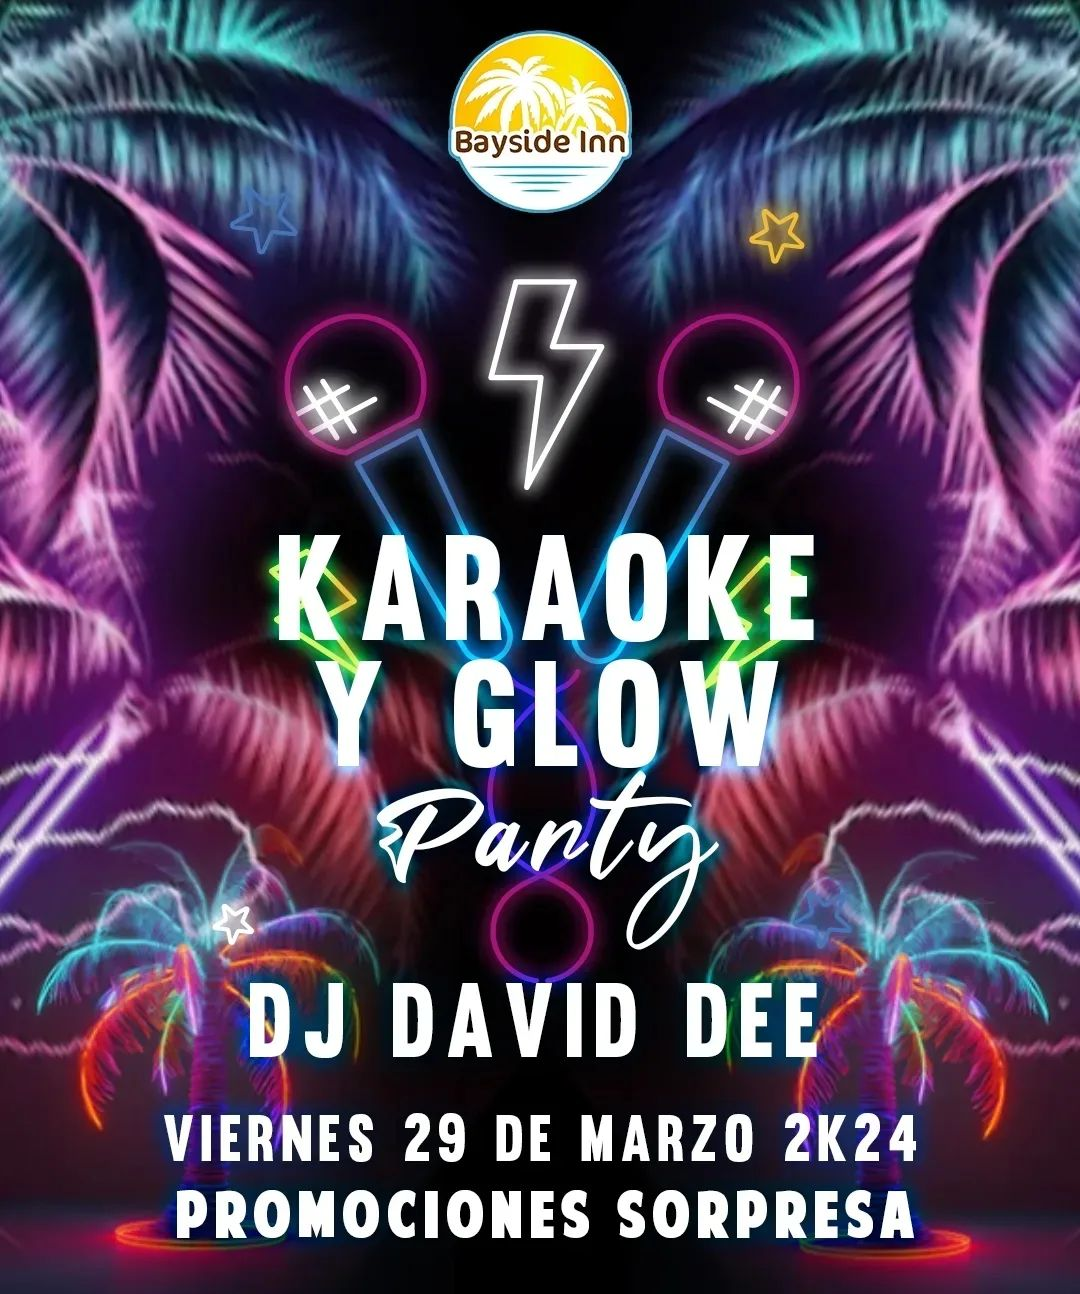 Bayside Inn
KARAOKE
Y GLOW
Party
DJ DAVID DEE
VIERNES 29 DE MARZO 2K24
PROMOCIONES SORPRESA